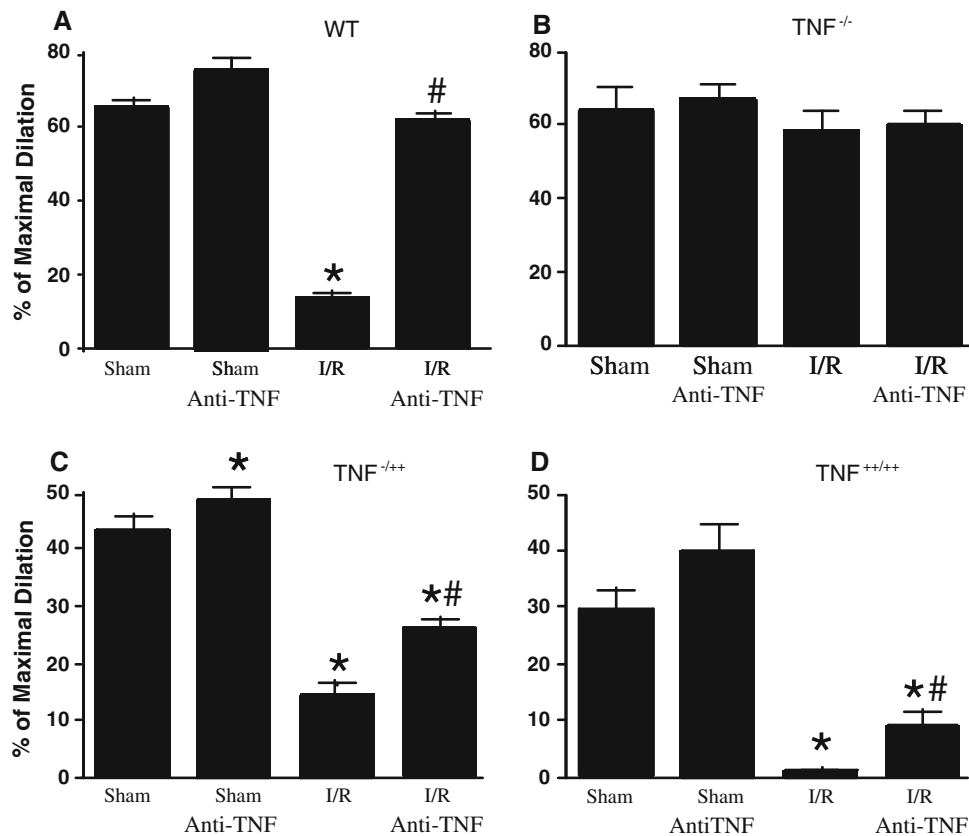 A
WT
% of Maximal Dilation
80
60
40
20
0
*
#
Sham
Sham
Anti-TNF
I/R
I/R
Anti-TNF
B
TNF -/-
80
60
40
20
0
Sham
Sham
Anti-TNF
I/R
I/R
Anti-TNF
C
TNF -/++
% of Maximal Dilation
50
40
30
20
10
0
*
*
*#
Sham
Sham
Anti-TNF
I/R
I/R
Anti-TNF
D
TNF ++/++
50
40
30
20
10
0
*
*#
Sham
Sham
AntiTNF
I/R
I/R
Anti-TNF